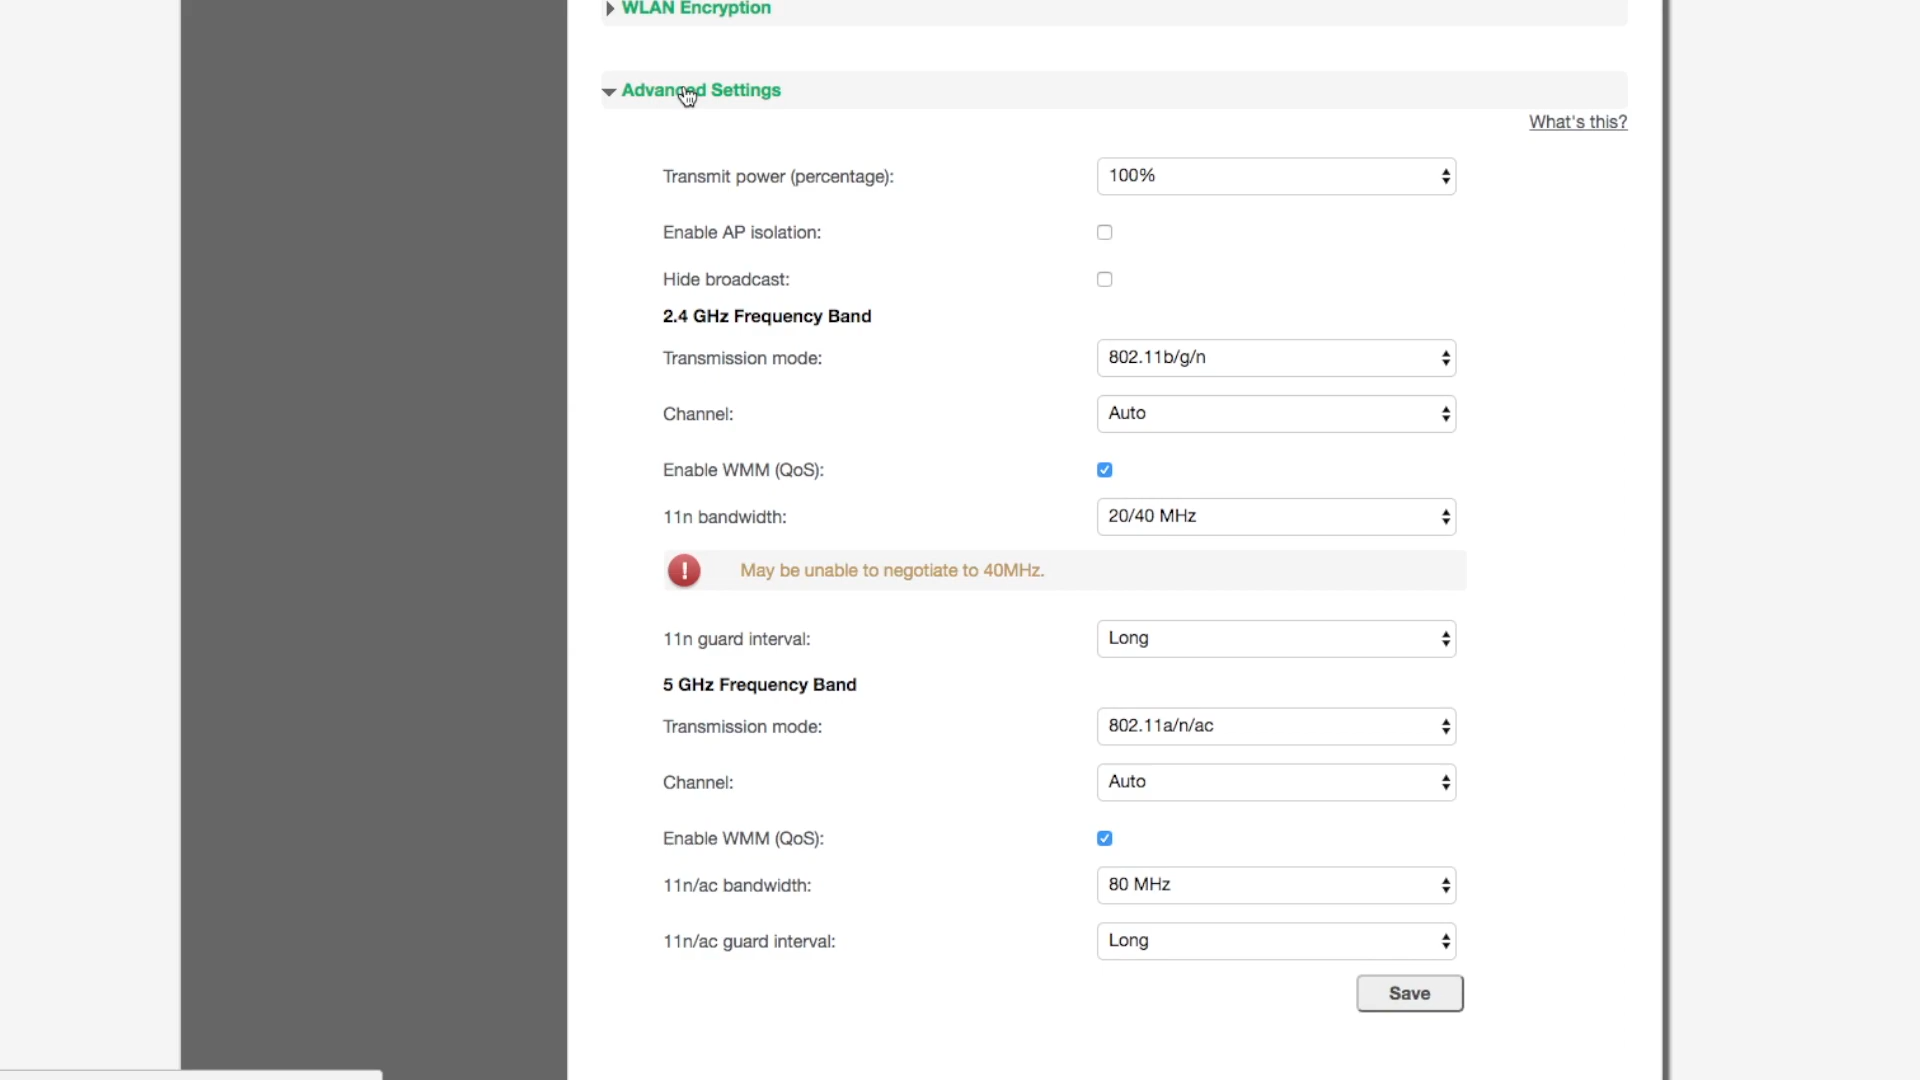 WLAN Encryption
Advanced Settings
What's this?
Transmit power (percentage): 100%
Enable AP isolation:
Hide broadcast:
2.4 GHz Frequency Band
Transmission mode: 802.11b/g/n
Channel: Auto
Enable WMM (QoS):
11n bandwidth: 20/40 MHz
May be unable to negotiate to 40MHz.
11n guard interval: Long
5 GHz Frequency Band
Transmission mode: 802.11a/n/ac
Channel: Auto
Enable WMM (QoS):
11n/ac bandwidth: 80 MHz
11n/ac guard interval: Long
Save